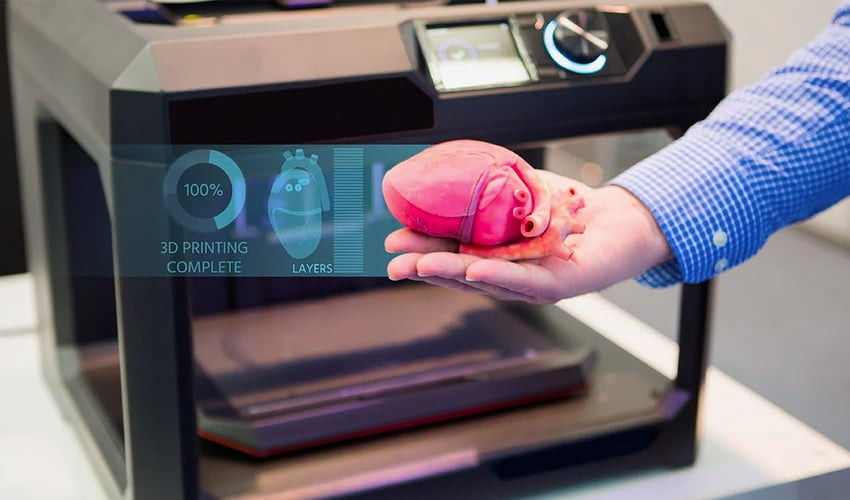 100%
3D PRINTING
COMPLETE
LAYERS